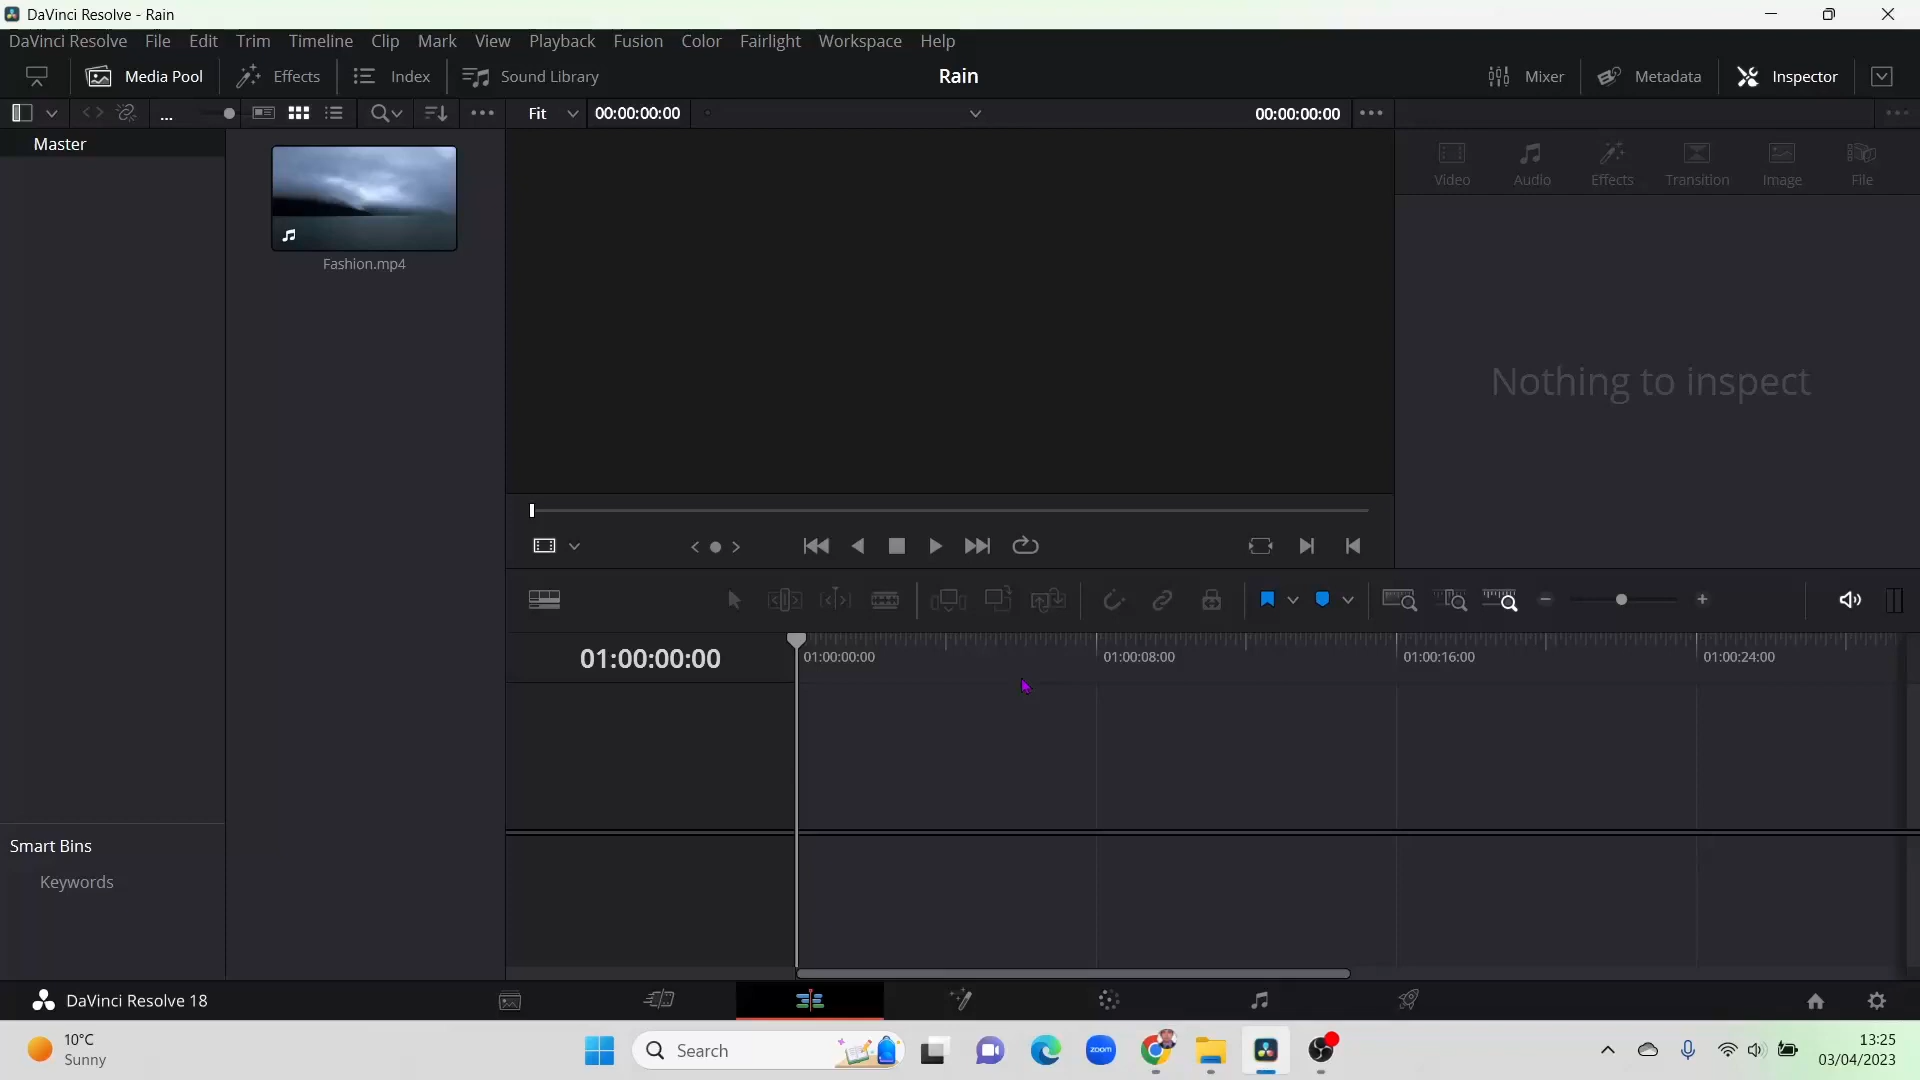 DaVinci Resolve - Rain
DaVinci Resolve File Edit Trim Timeline Clip Mark View Playback Fusion Color Fairlight Workspace Help
Media Pool Effects Index Sound Library Rain Mixer Metadata Inspector
... Fit 00:00:00:00 00:00:00:00
Master
Video Audio Effects Transition Image File
Fashion.mp4
Nothing to inspect
01:00:00:00 01:00:00:00 01:00:08:00 01:00:16:00 01:00:24:00
Smart Bins
Keywords
DaVinci Resolve 18
10°C
Sunny
Search
zoom
13:25
03/04/2023